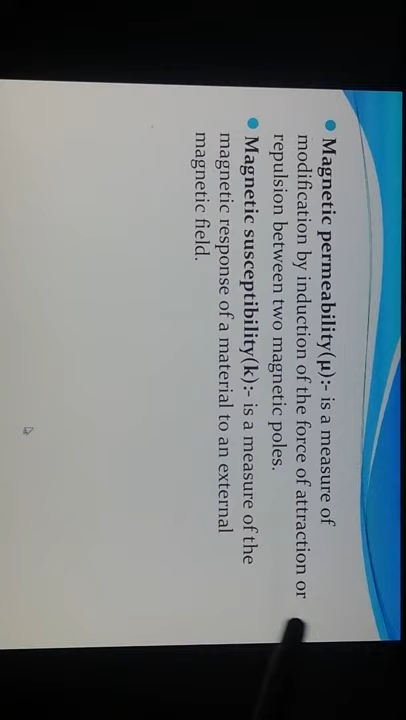 Magnetic permeability(μ):- is a measure of
modification by induction of the force of attraction or
repulsion between two magnetic poles.
Magnetic susceptibility(k):- is a measure of the
magnetic response of a material to an external
magnetic field.